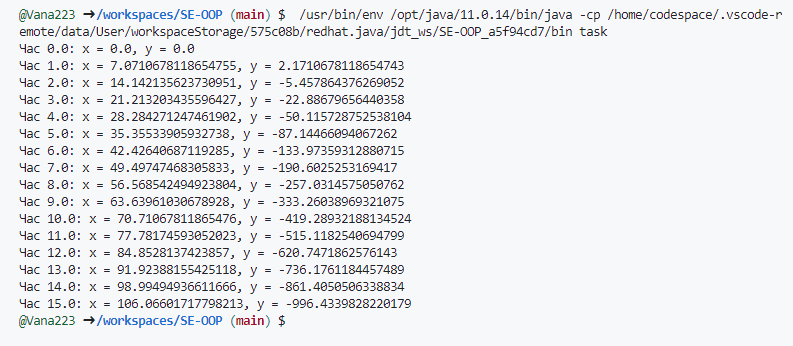 @Vana223 ➜/workspaces/SE-OOP (main) $  /usr/bin/env /opt/java/11.0.14/bin/java -cp /home/codespace/.vscode-r
emote/data/User/workspaceStorage/575c08b/redhat.java/jdt_ws/SE-OOP_a5f94cd7/bin task
Час 0.0: x = 0.0, y = 0.0
Час 1.0: x = 7.0710678118654755, y = 2.1710678118654743
Час 2.0: x = 14.142135623730951, y = -5.457864376269052
Час 3.0: x = 21.213203435596427, y = -22.88679656440358
Час 4.0: x = 28.284271247461902, y = -50.115728752538104
Час 5.0: x = 35.35533905932738, y = -87.14466094067262
Час 6.0: x = 42.42640687119285, y = -133.97359312880715
Час 7.0: x = 49.49747468305833, y = -190.6025253169417
Час 8.0: x = 56.568542494923804, y = -257.0314575050762
Час 9.0: x = 63.63961030678928, y = -333.26038969321075
Час 10.0: x = 70.71067811865476, y = -419.28932188134524
Час 11.0: x = 77.78174593052023, y = -515.1182540694799
Час 12.0: x = 84.8528137423857, y = -620.7471862576143
Час 13.0: x = 91.92388155425118, y = -736.1761184457489
Час 14.0: x = 98.99494936611666, y = -861.4050506338834
Час 15.0: x = 106.06601717798213, y = -996.4339828220179
@Vana223 ➜/workspaces/SE-OOP (main) $